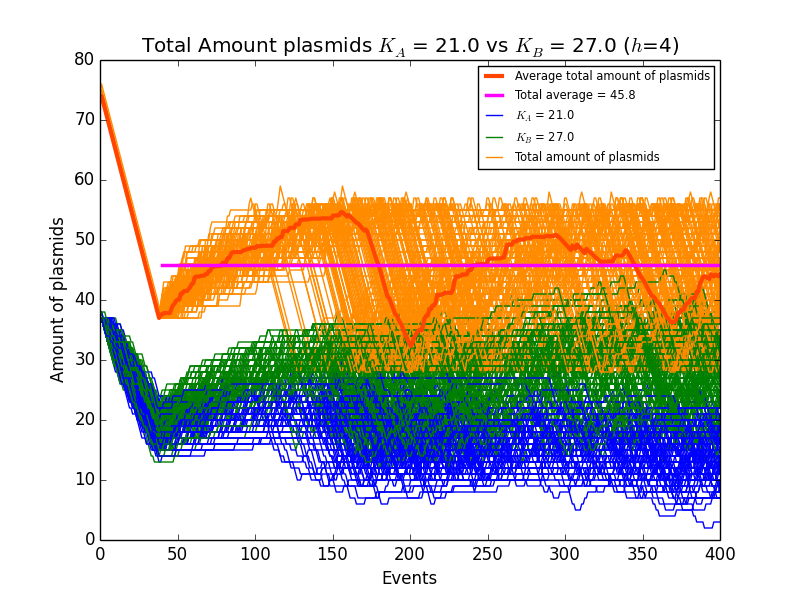 Total Amount plasmids K_A = 21.0 vs K_B = 27.0 (h=4)
Average total amount of plasmids
Total average = 45.8
K_A = 21.0
K_B = 27.0
Total amount of plasmids
Amount of plasmids
80
70
60
50
40
30
20
10
0
0 50 100 150 200 250 300 350 400
Events